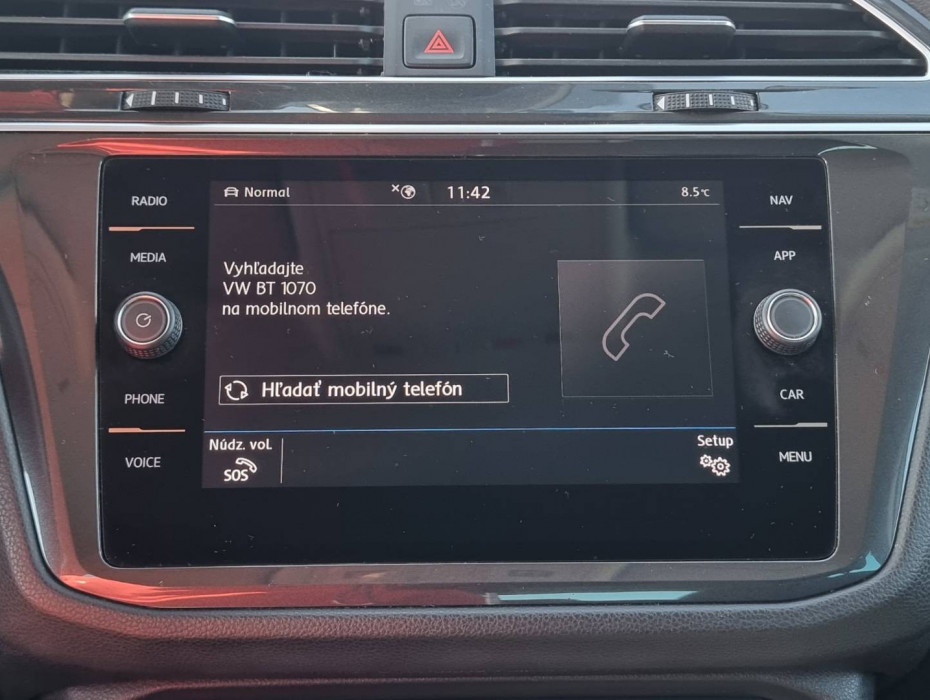 RADIO
MEDIA
PHONE
VOICE
Normal
11:42
8.5°C
Vyhľadajte
VW BT 1070
na mobilnom telefóne.
Hľadať mobilný telefón
Núdz. vol.
SOS
Setup
NAV
APP
CAR
MENU